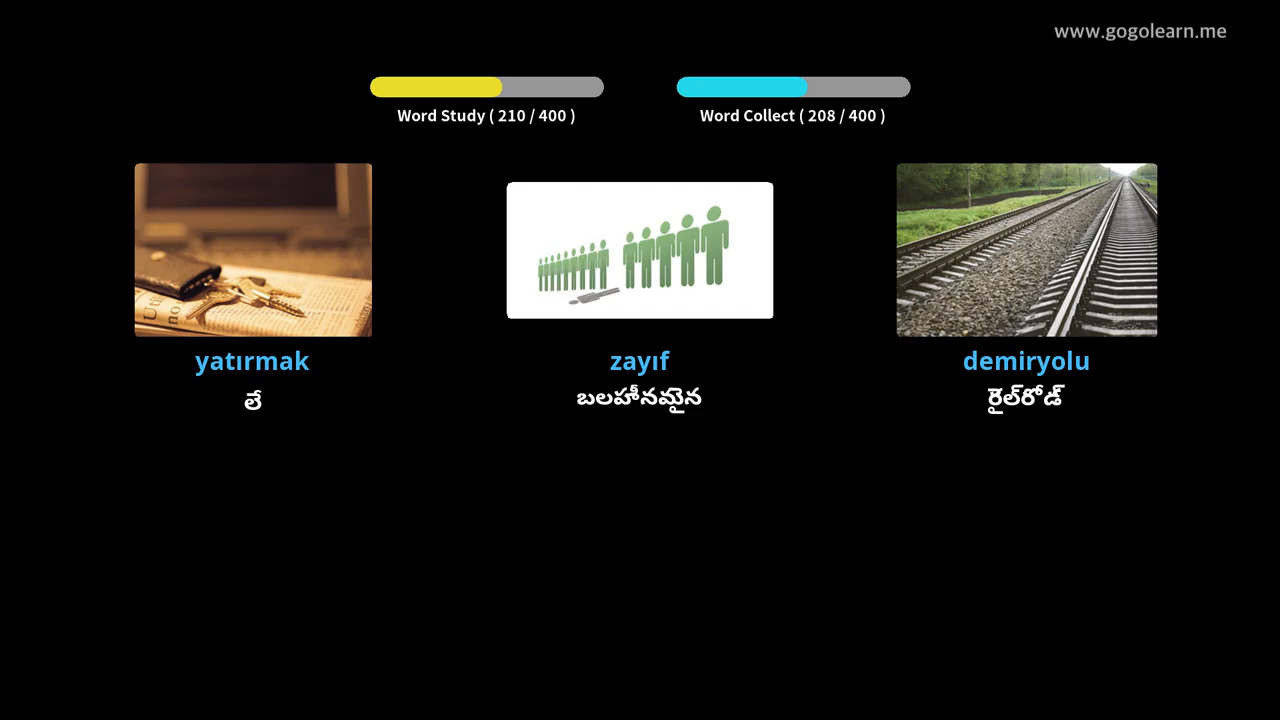 www.gogolearn.me
Word Study ( 210 / 400 )
Word Collect ( 208 / 400 )
yatırmak
zayıf
demiryolu
లే
బలహీనమైన
రైల్‌రోడ్